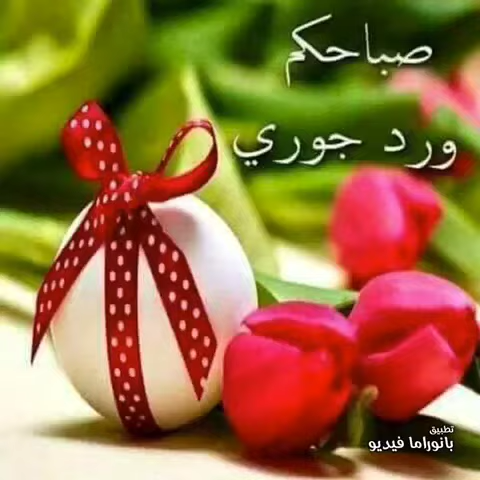 صباحكم
ورد جوري
تطبيق
بانوراما فيديو